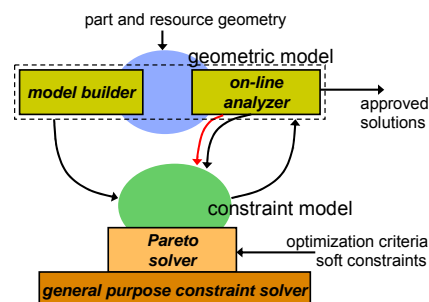 part and resource geometry
geometric model
model builder
on-line
analyzer
approved
solutions
constraint model
Pareto
solver
optimization criteria
soft constraints
general purpose constraint solver